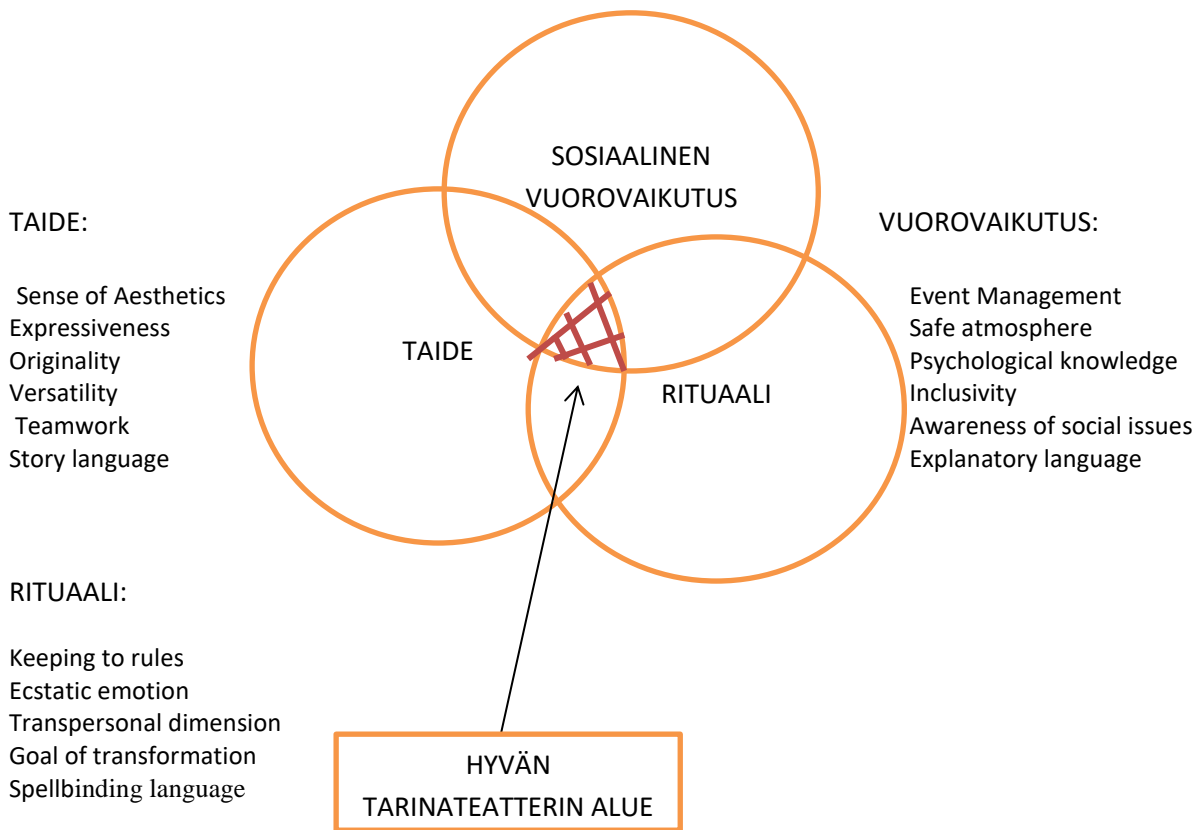 SOSIAALINEN
VUOROVAIKUTUS
TAIDE:
Sense of Aesthetics
Expressiveness
Originality
Versatility
Teamwork
Story language
TAIDE
RITUAALI
VUOROVAIKUTUS:
Event Management
Safe atmosphere
Psychological knowledge
Inclusivity
Awareness of social issues
Explanatory language
RITUAALI:
Keeping to rules
Ecstatic emotion
Transpersonal dimension
Goal of transformation
Spellbinding language
HYVÄN
TARINATEATTERIN ALUE